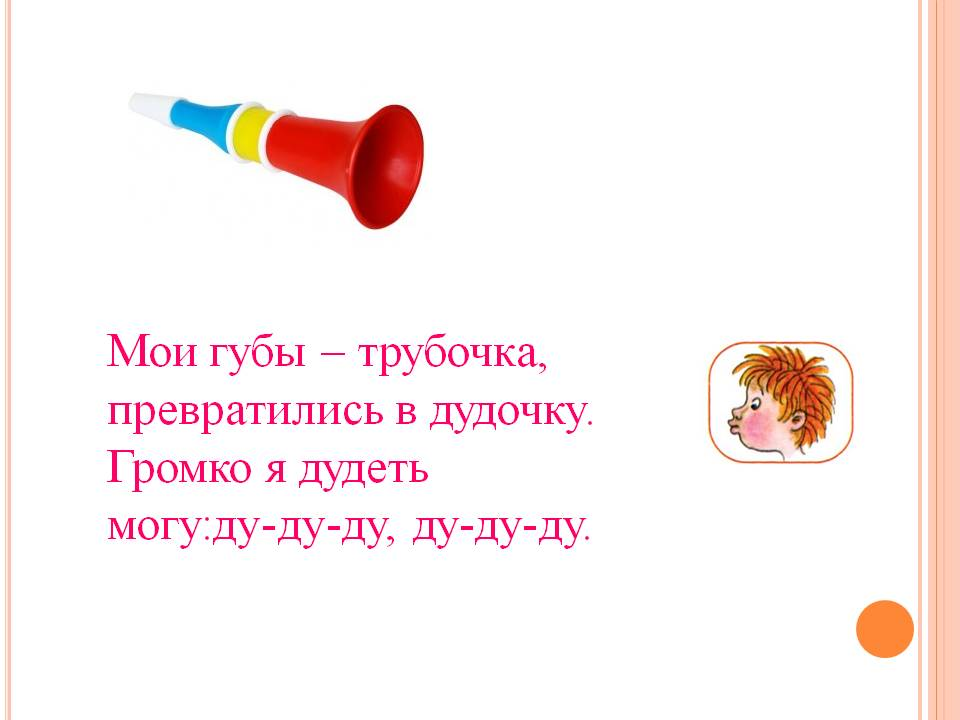 Мои губы – трубочка,
превратились в дудочку.
Громко я дудеть
могу:ду-ду-ду, ду-ду-ду.